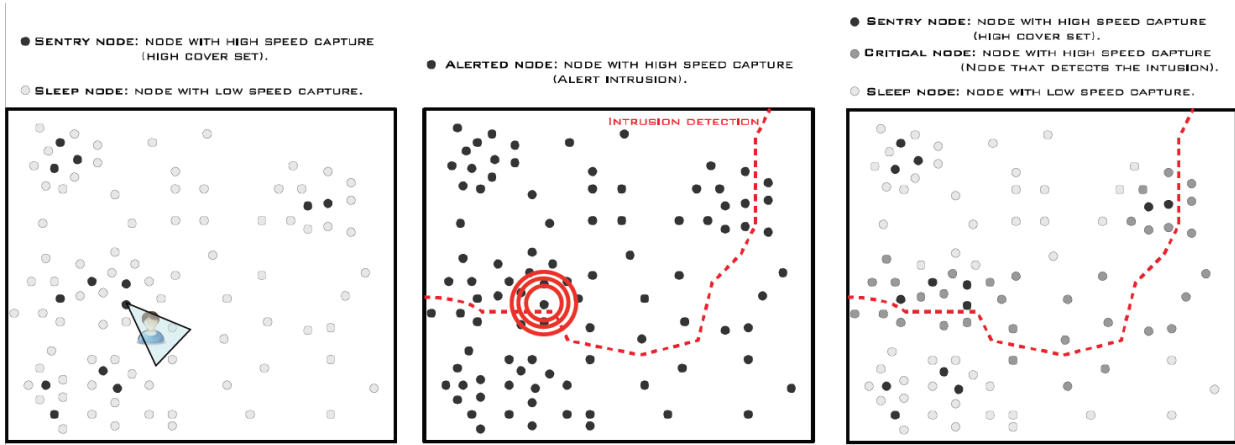 SENTRY NODE: NODE WITH HIGH SPEED CAPTURE
(HIGH COVER SET).
SLEEP NODE: NODE WITH LOW SPEED CAPTURE.
ALERTED NODE: NODE WITH HIGH SPEED CAPTURE
(ALERT INTRUSION).
INTRUSION DETECTION
SENTRY NODE: NODE WITH HIGH SPEED CAPTURE
(HIGH COVER SET).
CRITICAL NODE: NODE WITH HIGH SPEED CAPTURE
(NODE THAT DETECTS THE INTUSION).
SLEEP NODE: NODE WITH LOW SPEED CAPTURE.